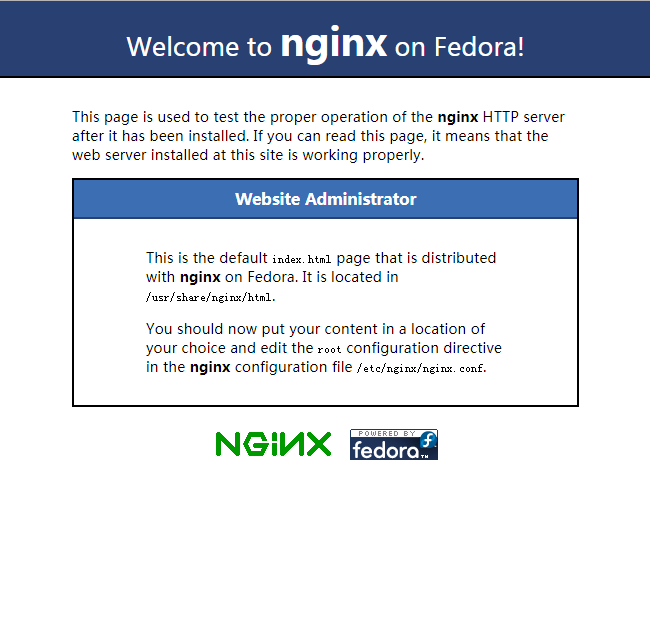 Welcome to nginx on Fedora!
This page is used to test the proper operation of the nginx HTTP server
after it has been installed. If you can read this page, it means that the
web server installed at this site is working properly.
Website Administrator
This is the default index.html page that is distributed
with nginx on Fedora. It is located in
/usr/share/nginx/html.
You should now put your content in a location of
your choice and edit the root configuration directive
in the nginx configuration file /etc/nginx/nginx.conf.
NGINX
POWERED BY
fedora™